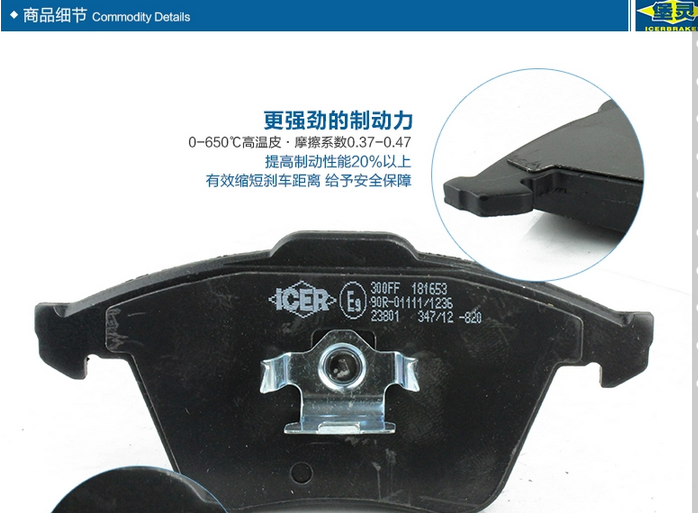 商品细节 Commodity Details
堡灵
ICERBRAKE
更强劲的制动力
0-650℃高温皮·摩擦系数0.37-0.47
提高制动性能20%以上
有效缩短刹车距离 给予安全保障
ICER E9 300FF 181653
90R-01111/1236
23801 347/12 -820